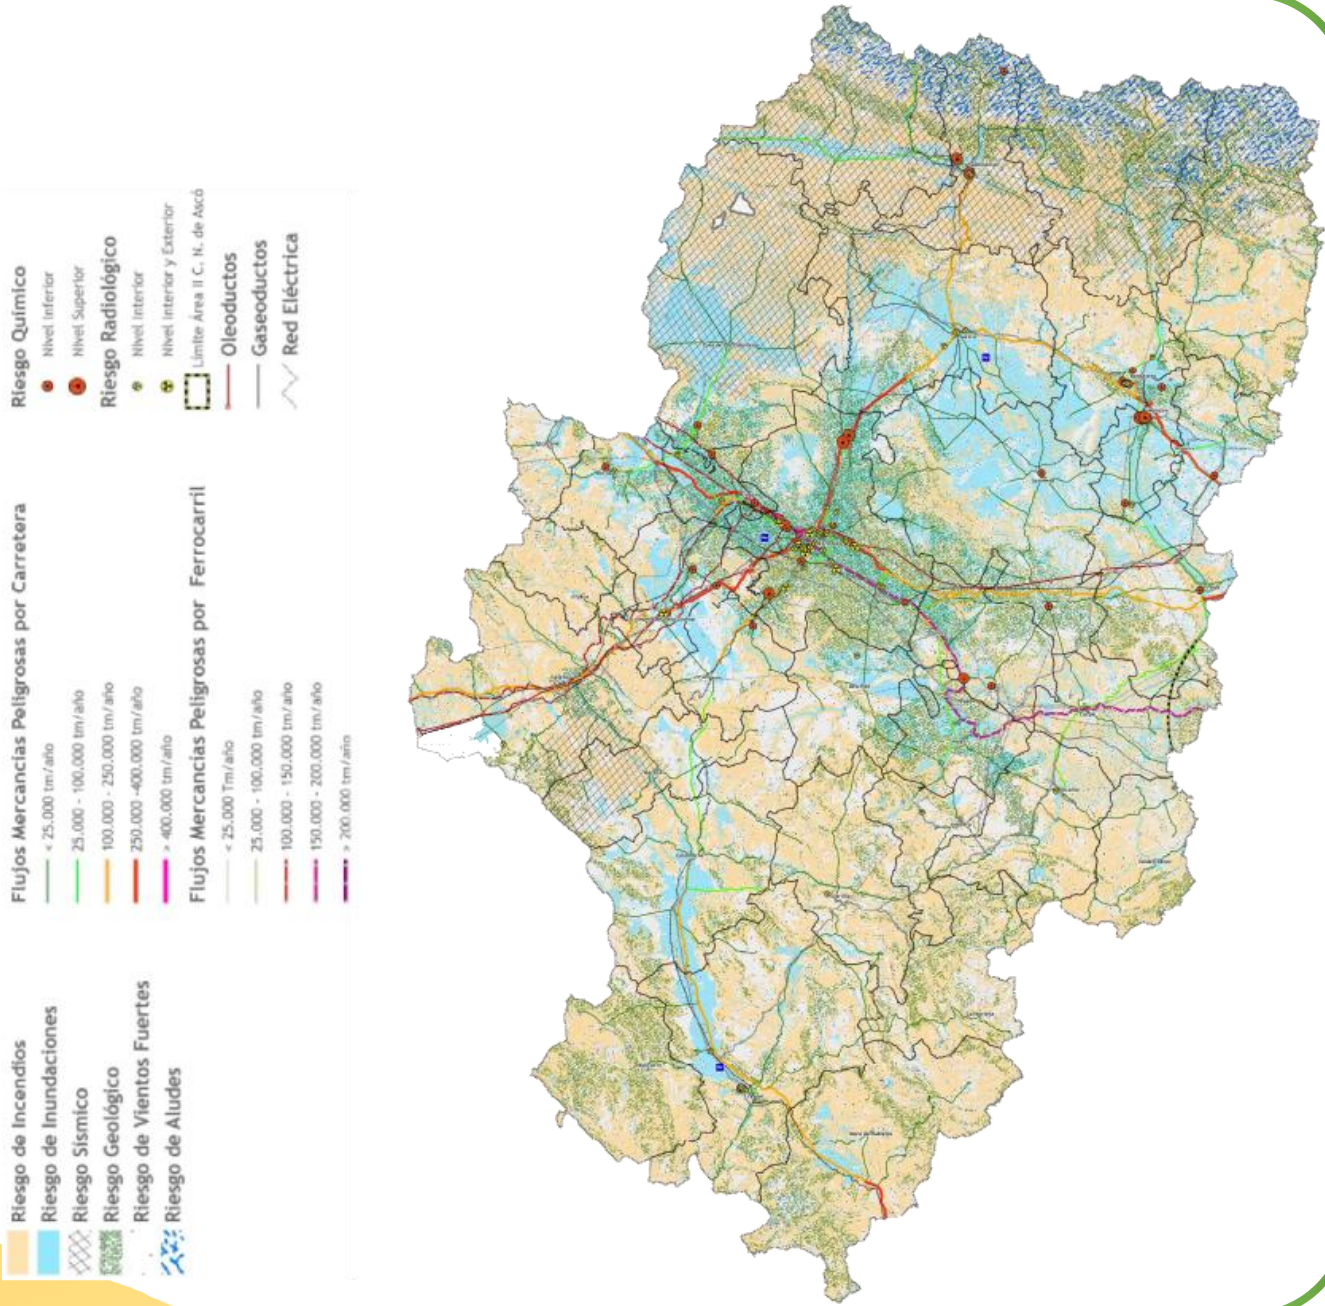 Riesgo de Incendios
Riesgo de Inundaciones
Riesgo Sísmico
Riesgo Geológico
Riesgo de Vientos Fuertes
Riesgo de Aludes
Flujos Mercancias Peligrosas por Carretera
< 25.000 tm/año
25.000 - 100.000 tm/año
100.000 - 250.000 tm/año
250.000-400.000 tm/año
> 400.000 tm/año
Flujos Mercancias Peligrosas por Ferrocarril
< 25.000 Tm/año
25.000 - 100.000 tm/año
100.000 - 150.000 tm/año
150.000 - 200.000 tm/año
> 200.000 tm/año
Riesgo Químico
Nivel Inferior
Nivel Superior
Riesgo Radiológico
Nivel Interior
Nivel Interior y Exterior
Límite Área II C. N. de Ascó
Oleoductos
Gaseoductos
Red Eléctrica